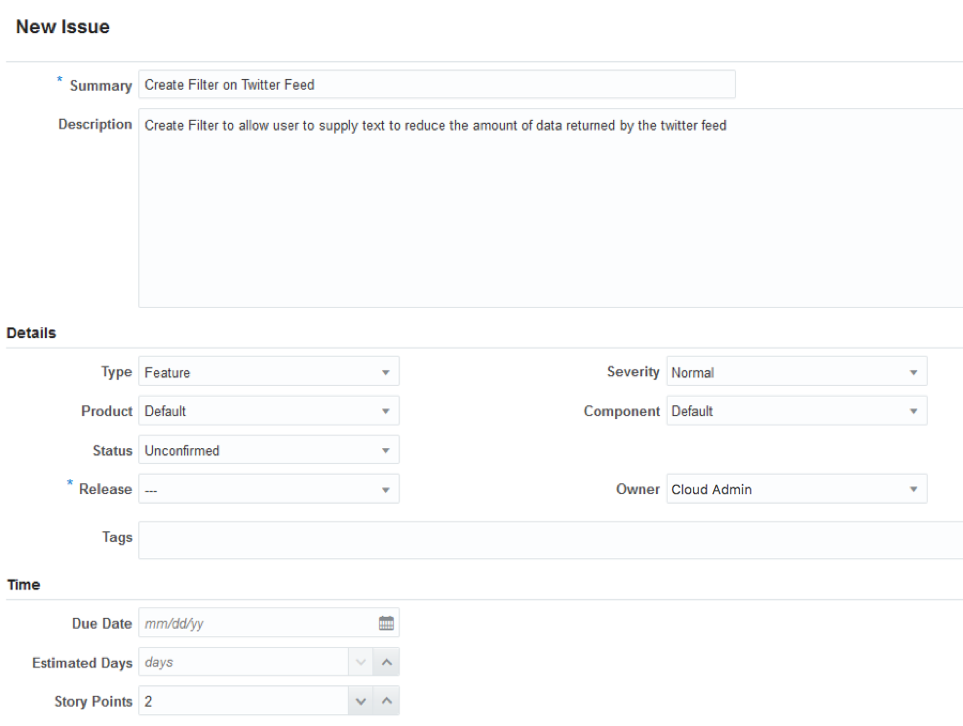 New Issue
* Summary Create Filter on Twitter Feed
Description Create Filter to allow user to supply text to reduce the amount of data returned by the twitter feed
Details
Type Feature Severity Normal
Product Default Component Default
Status Unconfirmed
* Release --- Owner Cloud Admin
Tags
Time
Due Date mm/dd/yy
Estimated Days days
Story Points 2